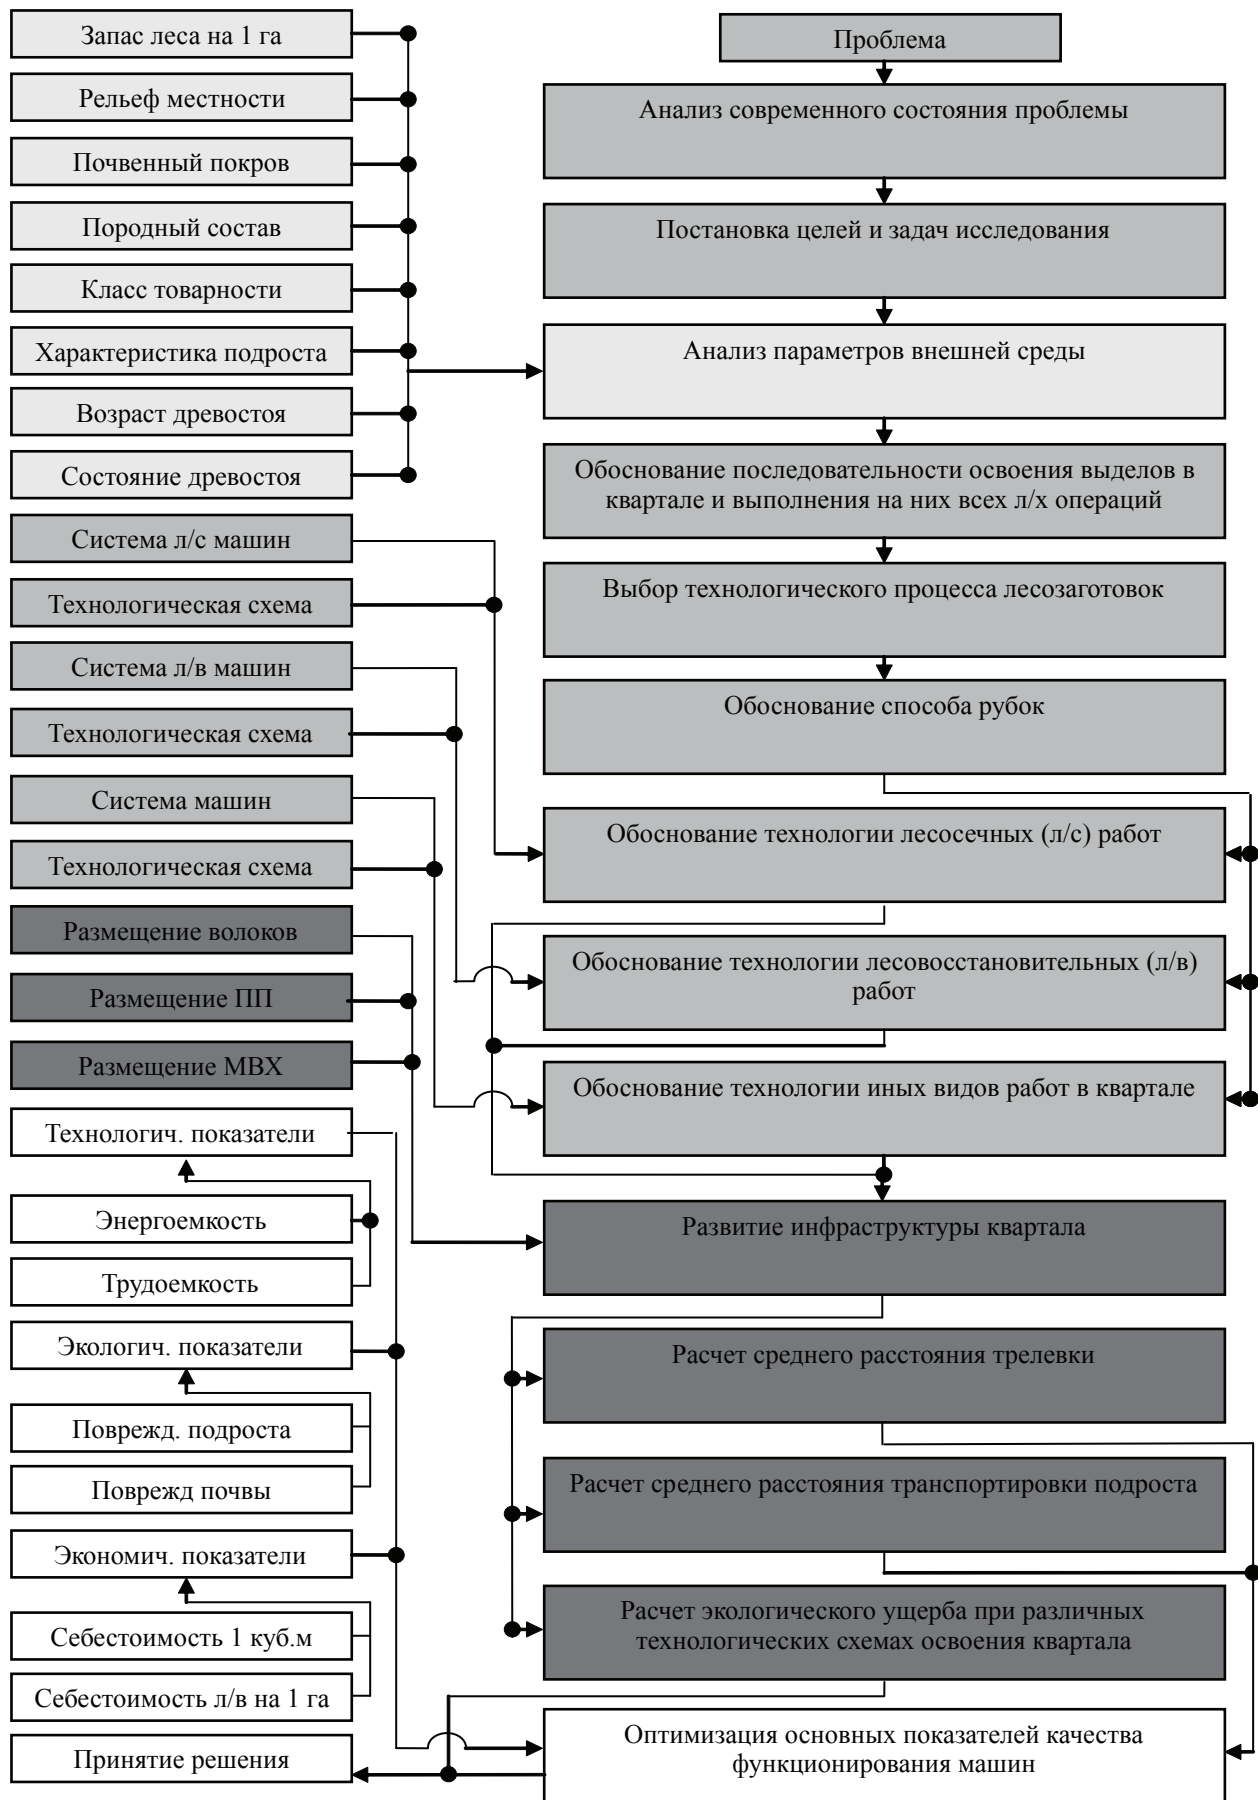 Запас леса на 1 га
Рельеф местности
Почвенный покров
Породный состав
Класс товарности
Характеристика подроста
Возраст древостоя
Состояние древостоя
Система л/с машин
Технологическая схема
Система л/в машин
Технологическая схема
Система машин
Технологическая схема
Размещение волоков
Размещение ПП
Размещение МВХ
Технологич. показатели
Энергоемкость
Трудоемкость
Экологич. показатели
Поврежд. подроста
Поврежд почвы
Экономич. показатели
Себестоимость 1 куб.м
Себестоимость л/в на 1 га
Принятие решения
Проблема
Анализ современного состояния проблемы
Постановка целей и задач исследования
Анализ параметров внешней среды
Обоснование последовательности освоения выделов в
квартале и выполнения на них всех л/х операций
Выбор технологического процесса лесозаготовок
Обоснование способа рубок
Обоснование технологии лесосечных (л/с) работ
Обоснование технологии лесовосстановительных (л/в)
работ
Обоснование технологии иных видов работ в квартале
Развитие инфраструктуры квартала
Расчет среднего расстояния трелевки
Расчет среднего расстояния транспортировки подроста
Расчет экологического ущерба при различных
технологических схемах освоения квартала
Оптимизация основных показателей качества
функционирования машин